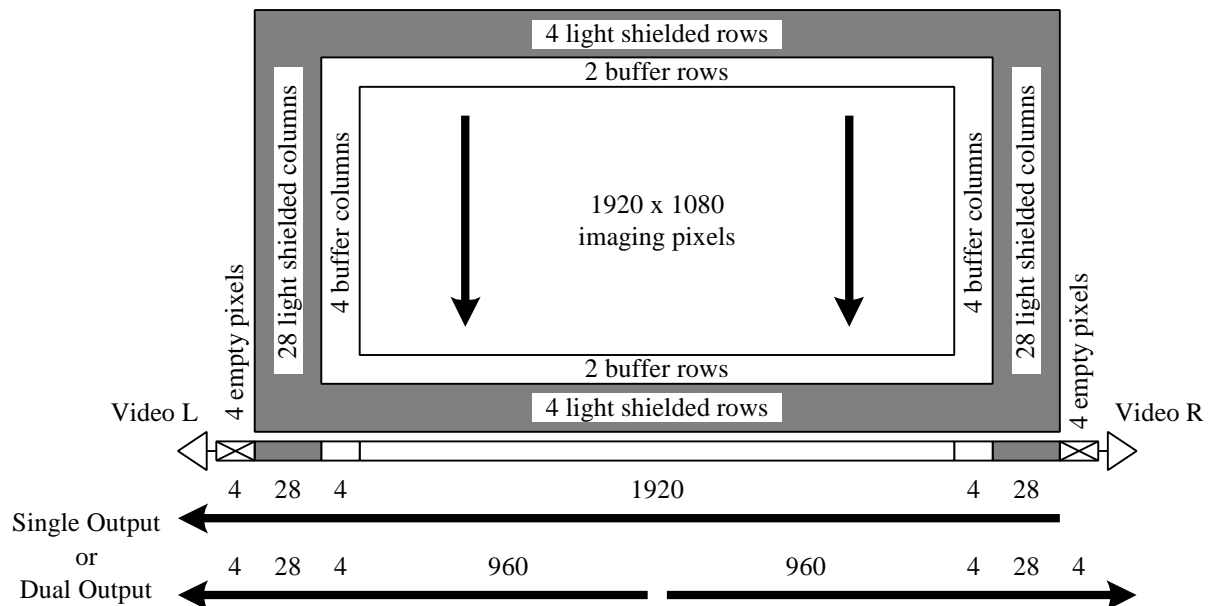 4 light shielded rows
2 buffer rows
28 light shielded columns
4 buffer columns
1920 x 1080
imaging pixels
4 buffer columns
28 light shielded columns
4 empty pixels
4 empty pixels
2 buffer rows
4 light shielded rows
Video L
Video R
4 28 4 1920 4 28
Single Output
or
4 28 4 960 960 4 28 4
Dual Output